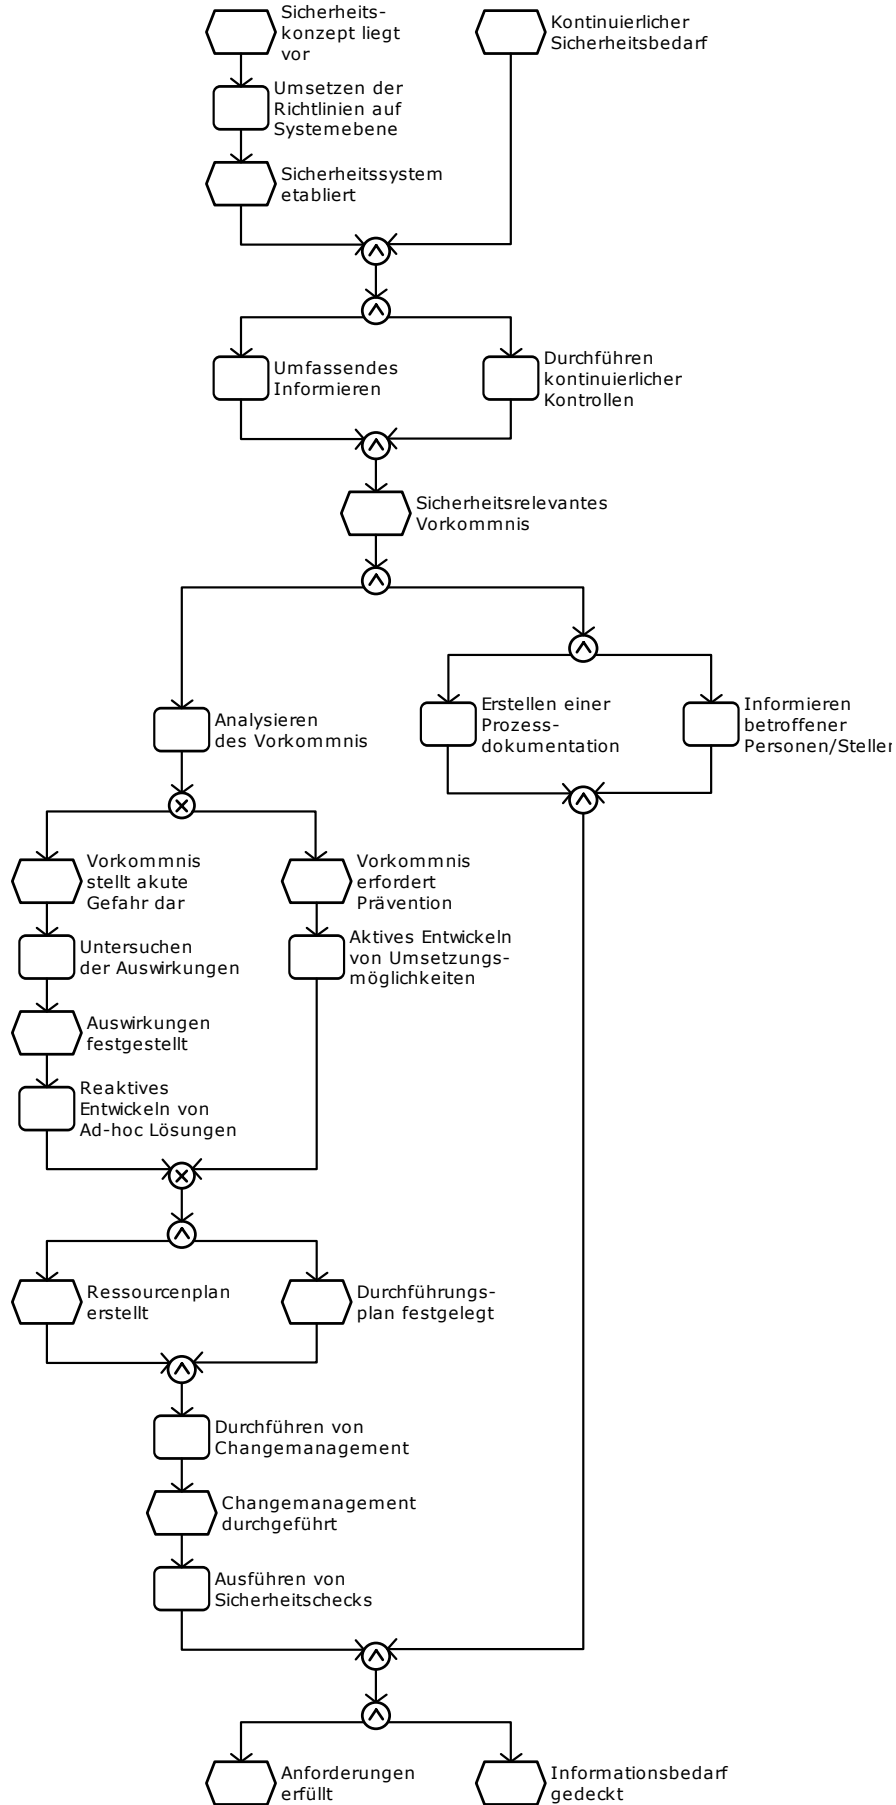 Sicherheits-
konzept liegt
vor
Kontinuierlicher
Sicherheitsbedarf
Umsetzen der
Richtlinien auf
Systemebene
Sicherheitssystem
etabliert
Umfassendes
Informieren
Durchführen
kontinuierlicher
Kontrollen
Sicherheitsrelevantes
Vorkommnis
Analysieren
des Vorkommnis
Erstellen einer
Prozess-
dokumentation
Informieren
betroffener
Personen/Stellen
Vorkommnis
stellt akute
Gefahr dar
Vorkommnis
erfordert
Prävention
Untersuchen
der Auswirkungen
Aktives Entwickeln
von Umsetzungs-
möglichkeiten
Auswirkungen
festgestellt
Reaktives
Entwickeln von
Ad-hoc Lösungen
Ressourcenplan
erstellt
Durchführungs-
plan festgelegt
Durchführen von
Changemanagement
Changemanagement
durchgeführt
Ausführen von
Sicherheitschecks
Anforderungen
erfüllt
Informationsbedarf
gedeckt